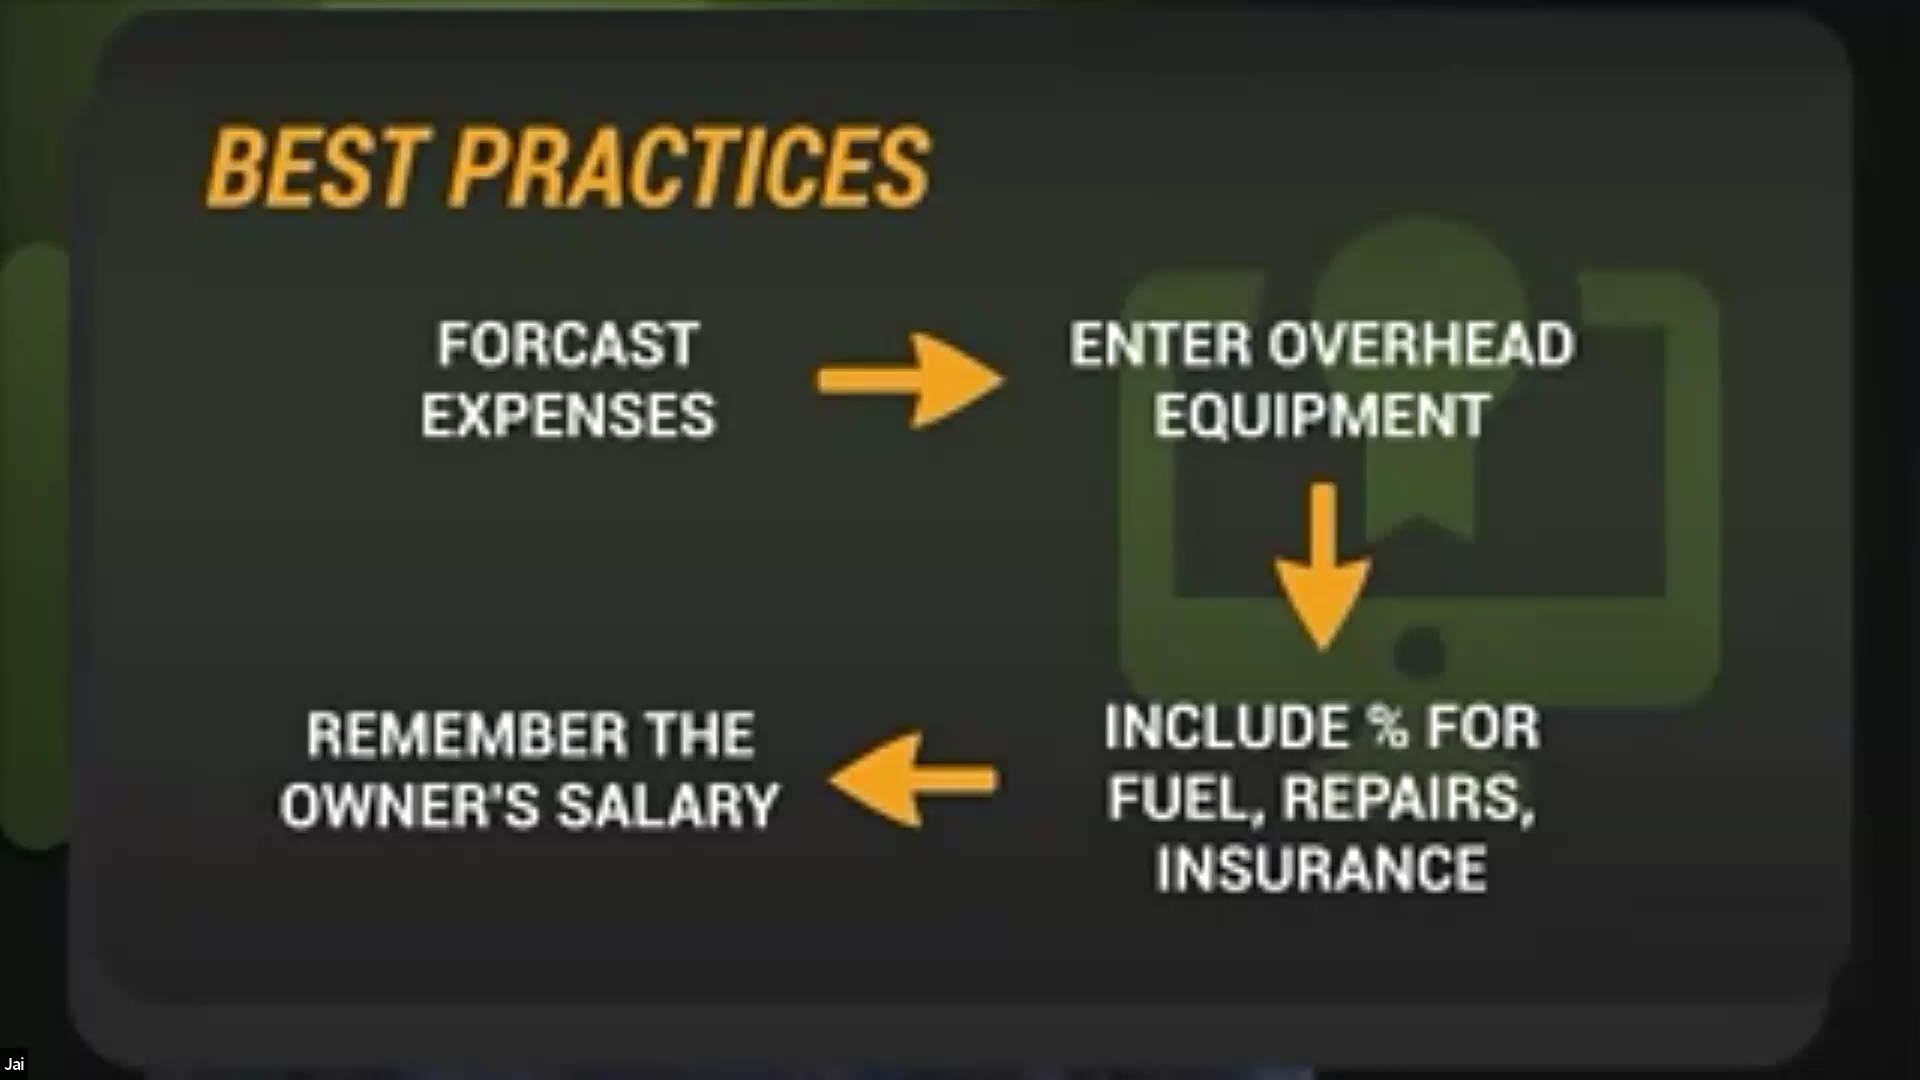 BEST PRACTICES
FORCAST
EXPENSES
ENTER OVERHEAD
EQUIPMENT
INCLUDE % FOR
FUEL, REPAIRS,
INSURANCE
REMEMBER THE
OWNER'S SALARY
Jai